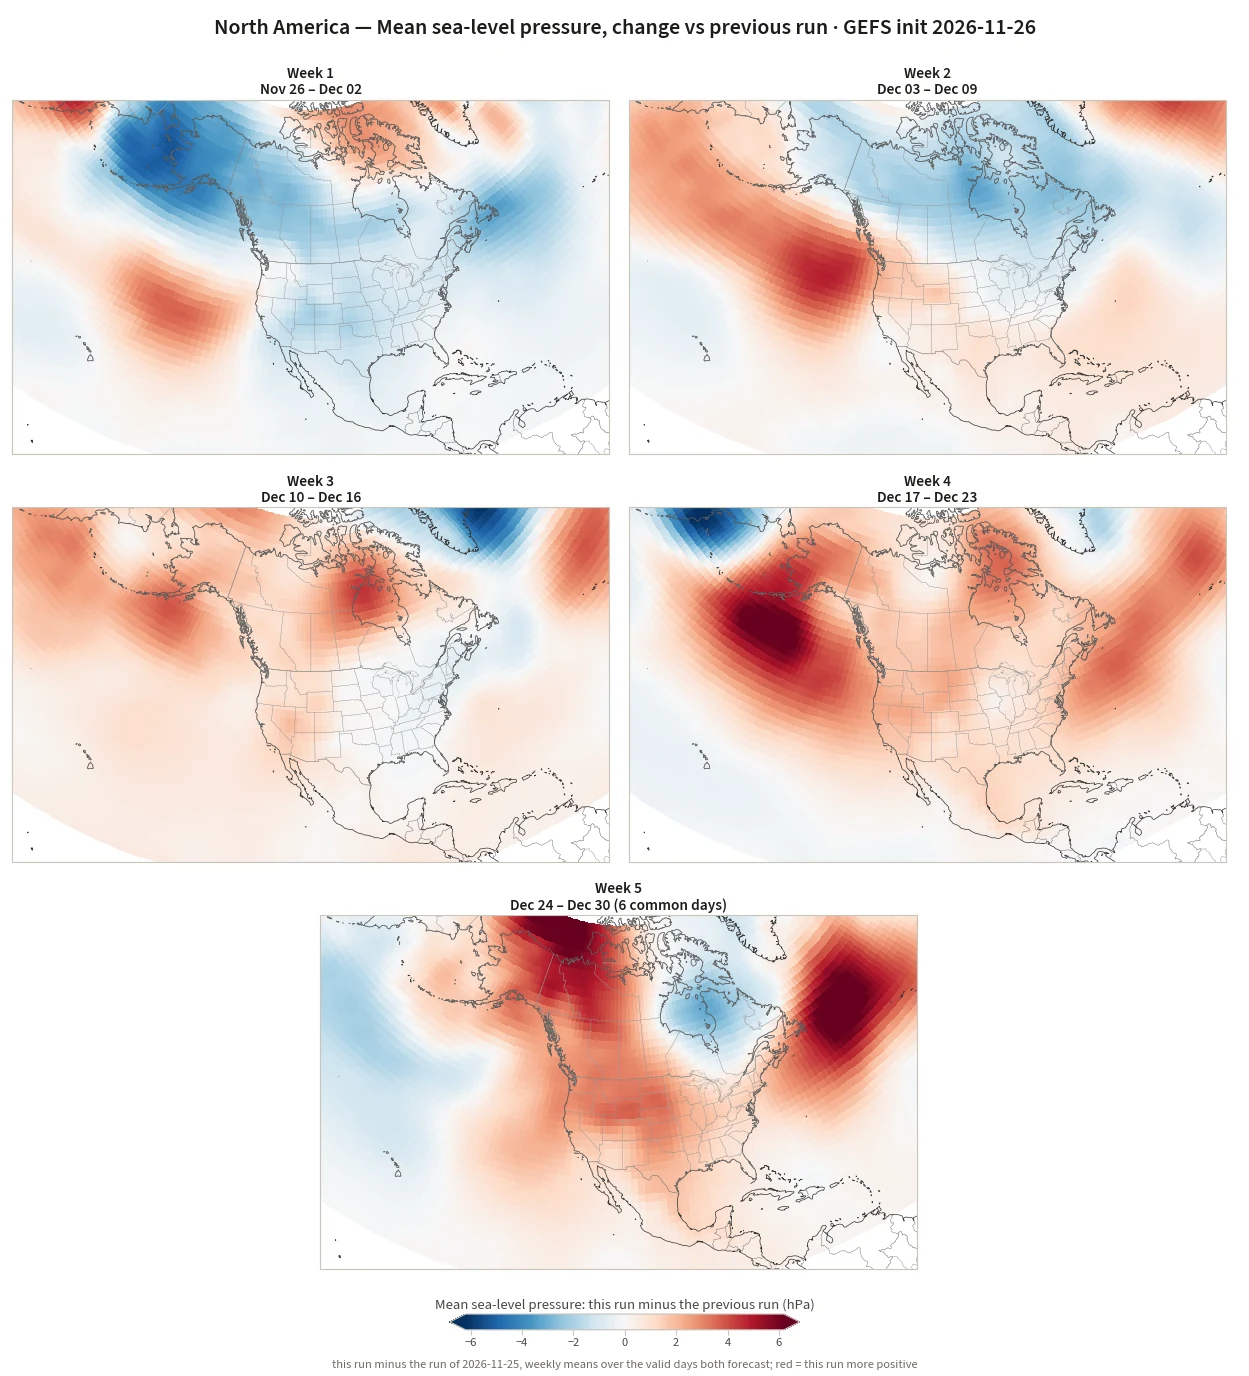 North America — Mean sea-level pressure, change vs previous run · GEFS init 2026-11-26
Week 1
Nov 26 – Dec 02
Week 2
Dec 03 – Dec 09
Week 3
Dec 10 – Dec 16
Week 4
Dec 17 – Dec 23
Week 5
Dec 24 – Dec 30 (6 common days)
Mean sea-level pressure: this run minus the previous run (hPa)
−6 −4 −2 0 2 4 6
this run minus the run of 2026-11-25, weekly means over the valid days both forecast; red = this run more positive